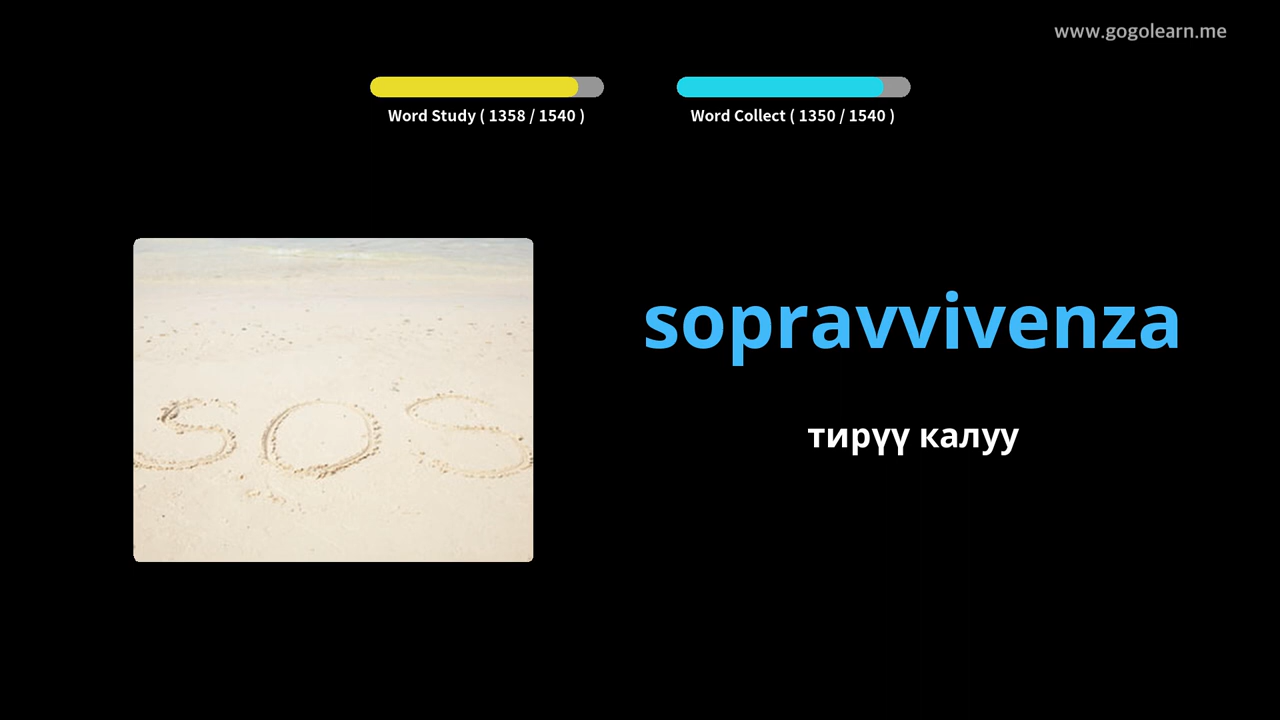 www.gogolearn.me
Word Study ( 1358 / 1540 )
Word Collect ( 1350 / 1540 )
SOS
sopravvivenza
тирүү калуу